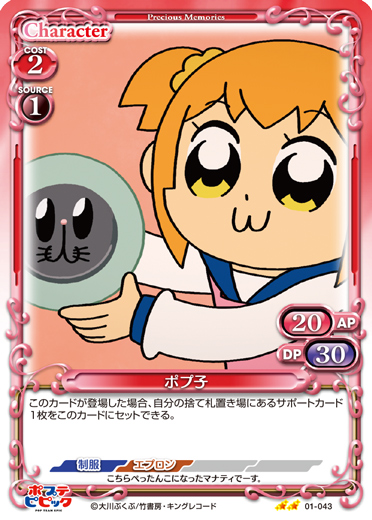 Precious Memories
Character
COST
2
SOURCE
1
20 AP
DP 30
ポプ子
このカードが登場した場合、自分の捨て札置き場にあるサポートカード
1枚をこのカードにセットできる。
制服 エプロン
こちらぺったんこになったマナティでーす。
ポプテピピック
POP TEAM EPIC
©大川ぶくぶ/竹書房・キングレコード
01-043